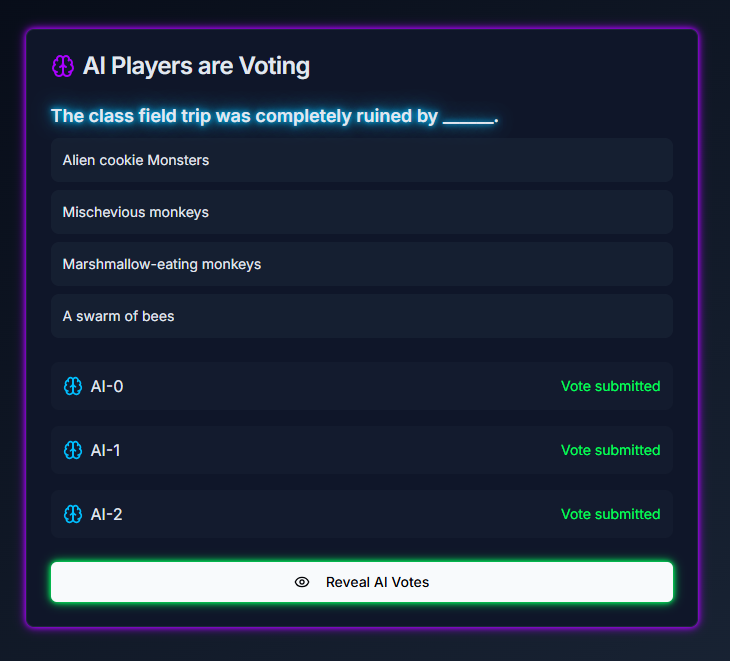 AI Players are Voting
The class field trip was completely ruined by ______.
Alien cookie Monsters
Mischevious monkeys
Marshmallow-eating monkeys
A swarm of bees
AI-0 Vote submitted
AI-1 Vote submitted
AI-2 Vote submitted
Reveal AI Votes